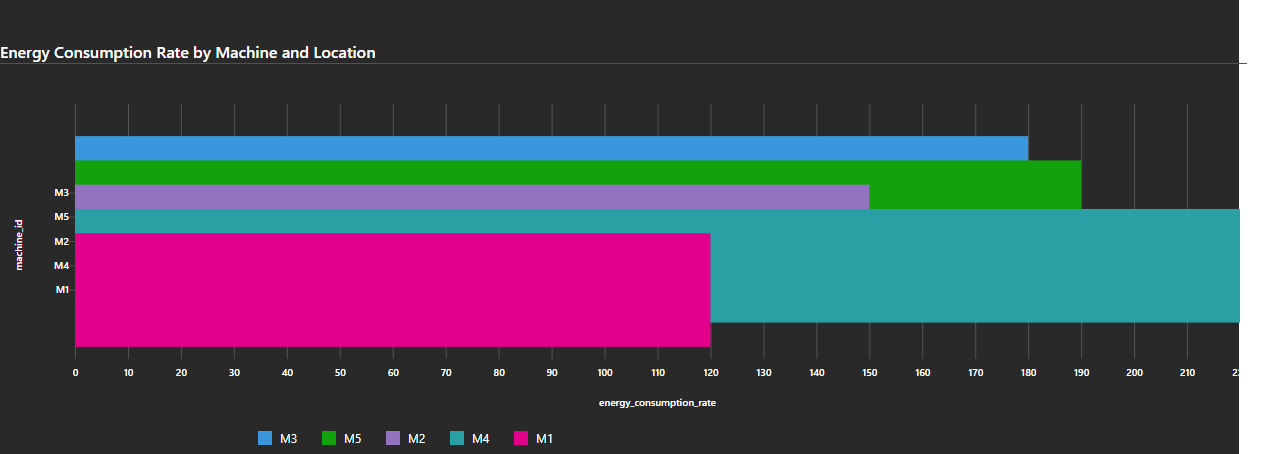 Energy Consumption Rate by Machine and Location
M3
M5
M2
M4
M1
machine_id
0 10 20 30 40 50 60 70 80 90 100 110 120 130 140 150 160 170 180 190 200 210
energy_consumption_rate
M3 M5 M2 M4 M1